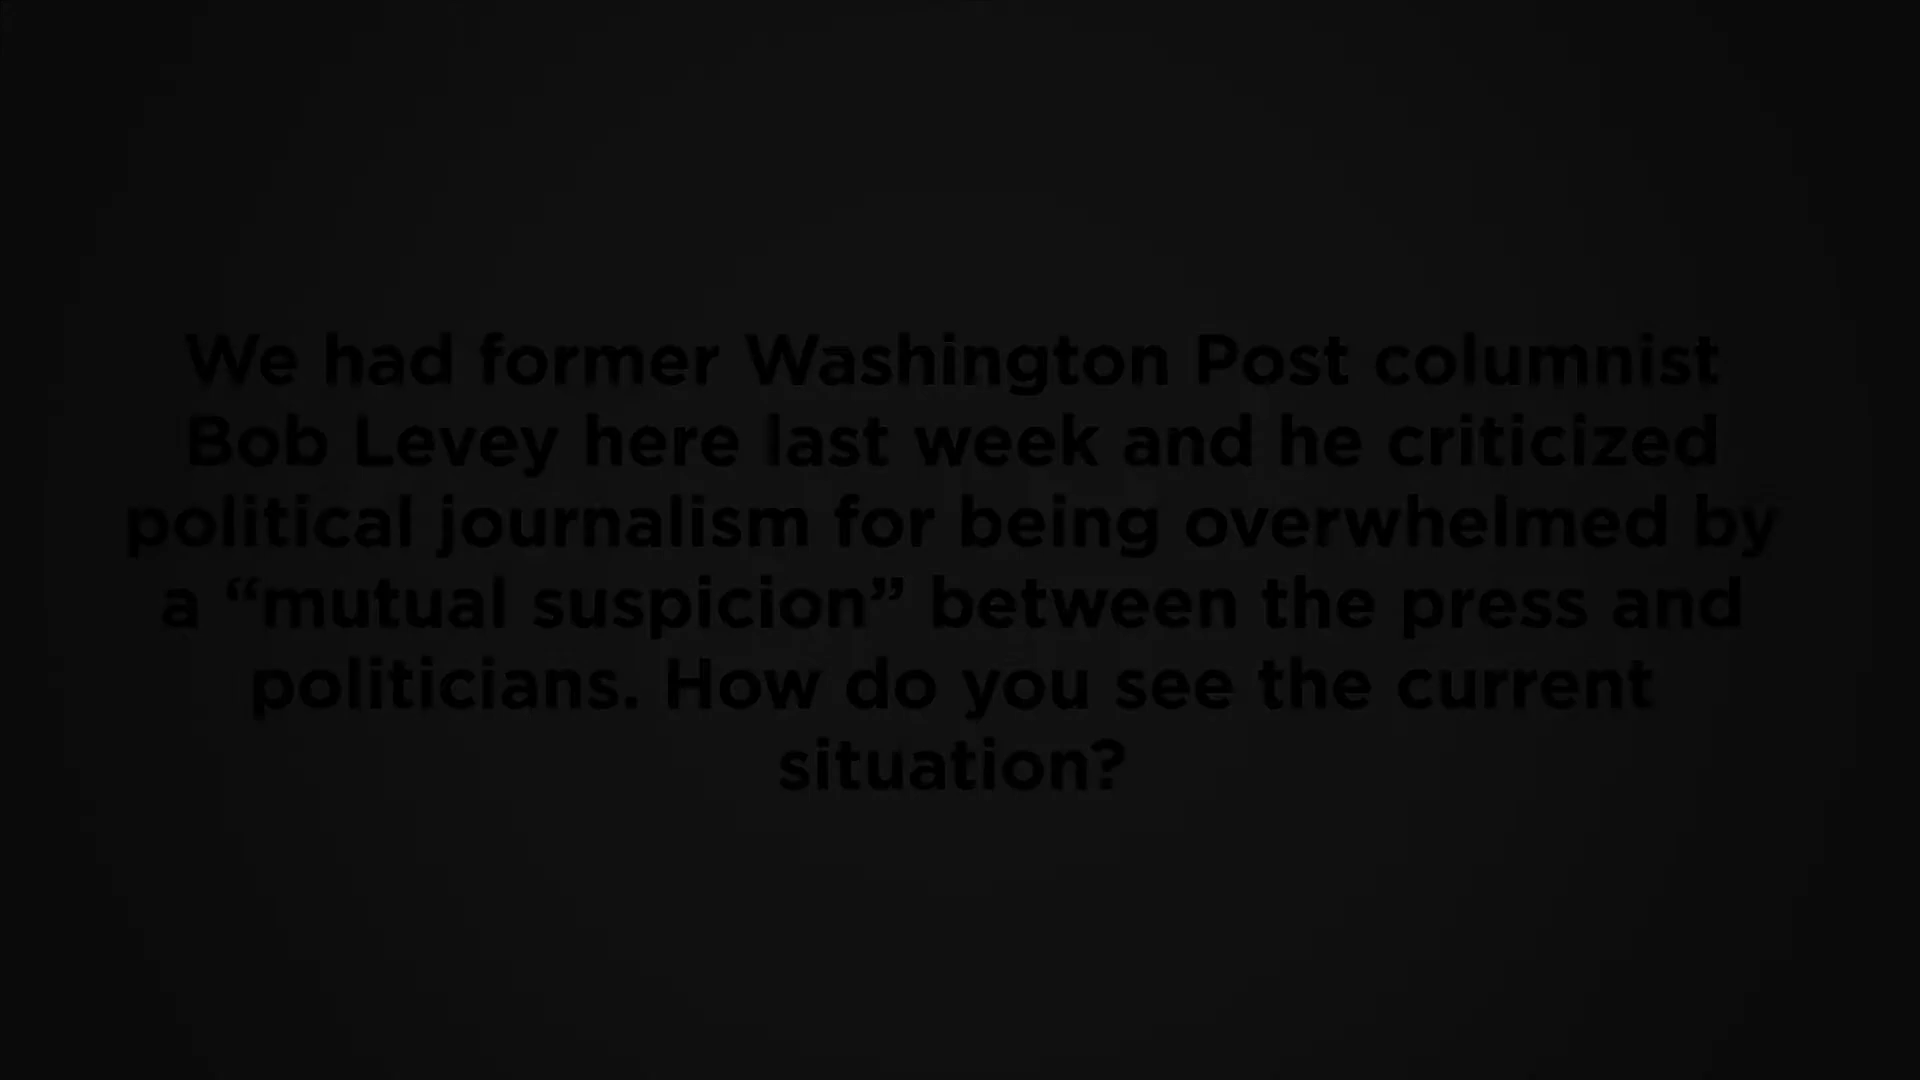 We had former Washington Post columnist
Bob Levey here last week and he criticized
political journalism for being overwhelmed by
a “mutual suspicion” between the press and
politicians. How do you see the current
situation?